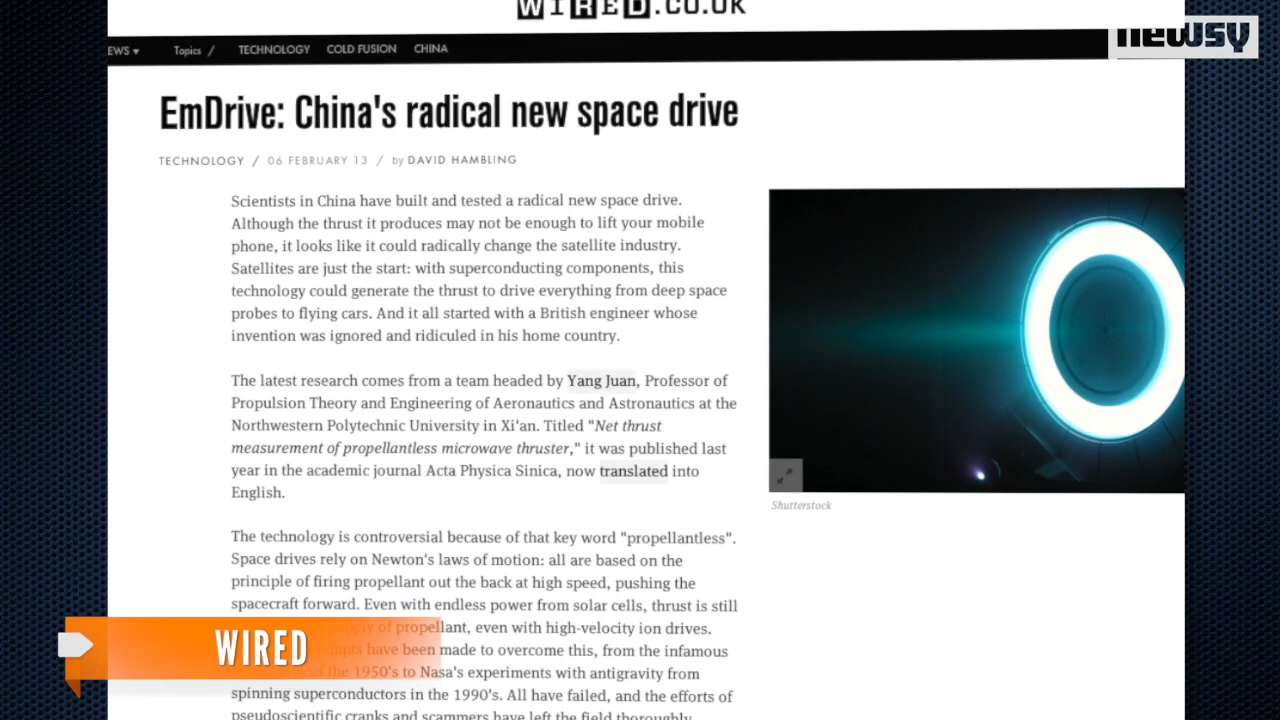 WIRED.CO.UK
newsy
EWS ▾ Topics / TECHNOLOGY COLD FUSION CHINA
EmDrive: China's radical new space drive
TECHNOLOGY / 06 FEBRUARY 13 / by DAVID HAMBLING
Scientists in China have built and tested a radical new space drive.
Although the thrust it produces may not be enough to lift your mobile
phone, it looks like it could radically change the satellite industry.
Satellites are just the start: with superconducting components, this
technology could generate the thrust to drive everything from deep space
probes to flying cars. And it all started with a British engineer whose
invention was ignored and ridiculed in his home country.
Shutterstock
The latest research comes from a team headed by Yang Juan, Professor of
Propulsion Theory and Engineering of Aeronautics and Astronautics at the
Northwestern Polytechnic University in Xi'an. Titled "Net thrust
measurement of propellantless microwave thruster," it was published last
year in the academic journal Acta Physica Sinica, now translated into
English.
The technology is controversial because of that key word "propellantless".
Space drives rely on Newton's laws of motion: all are based on the
principle of firing propellant out the back at high speed, pushing the
spacecraft forward. Even with endless power from solar cells, thrust is still
of propellant, even with high-velocity ion drives.
have been made to overcome this, from the infamous
of the 1950's to Nasa's experiments with antigravity from
spinning superconductors in the 1990's. All have failed, and the efforts of
pseudoscientific cranks and scammers have left the field thoroughly
WIRED